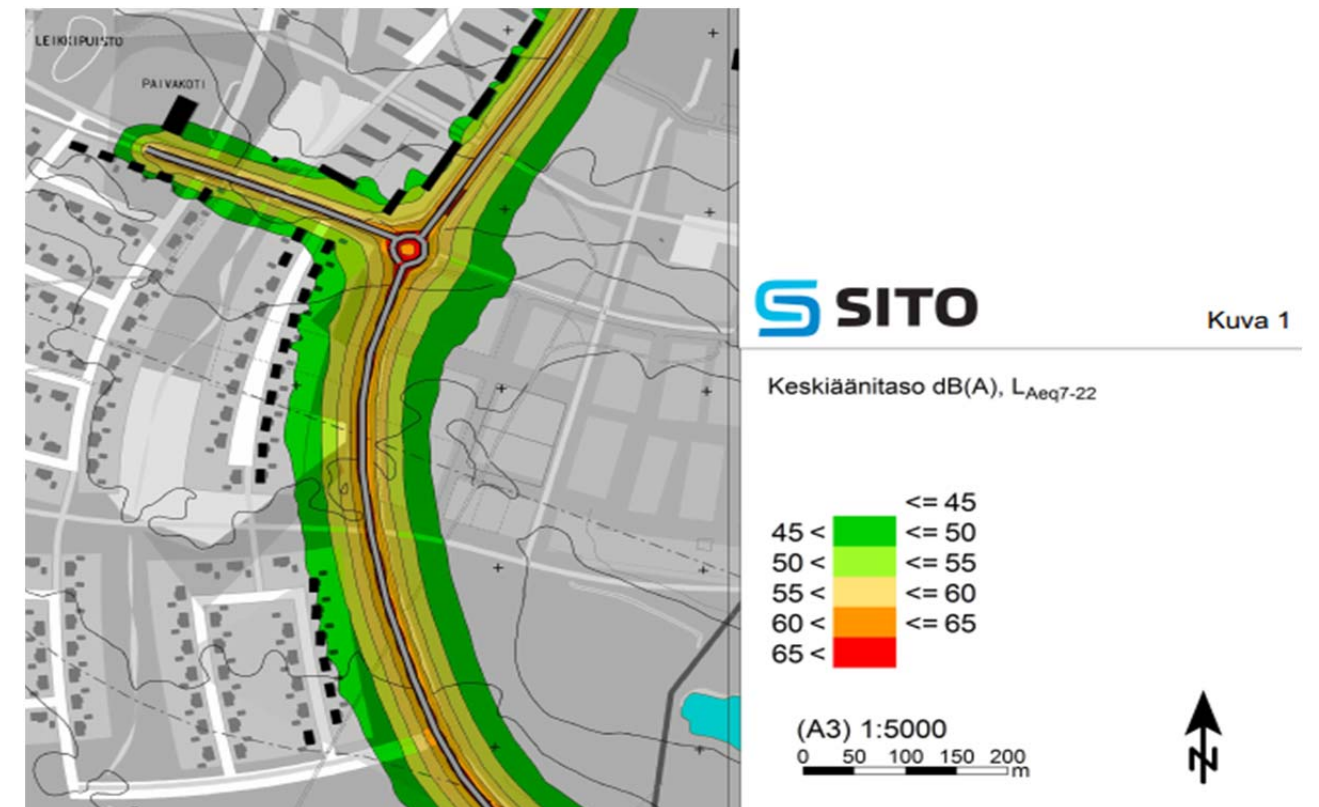 LEIKKIPUISTO
PAIVAKOTI
SITO
Kuva 1
Keskiäänitaso dB(A), LAeq7-22
<= 45
45 < <= 50
50 < <= 55
55 < <= 60
60 < <= 65
65 <
(A3) 1:5000
0 50 100 150 200
m
N